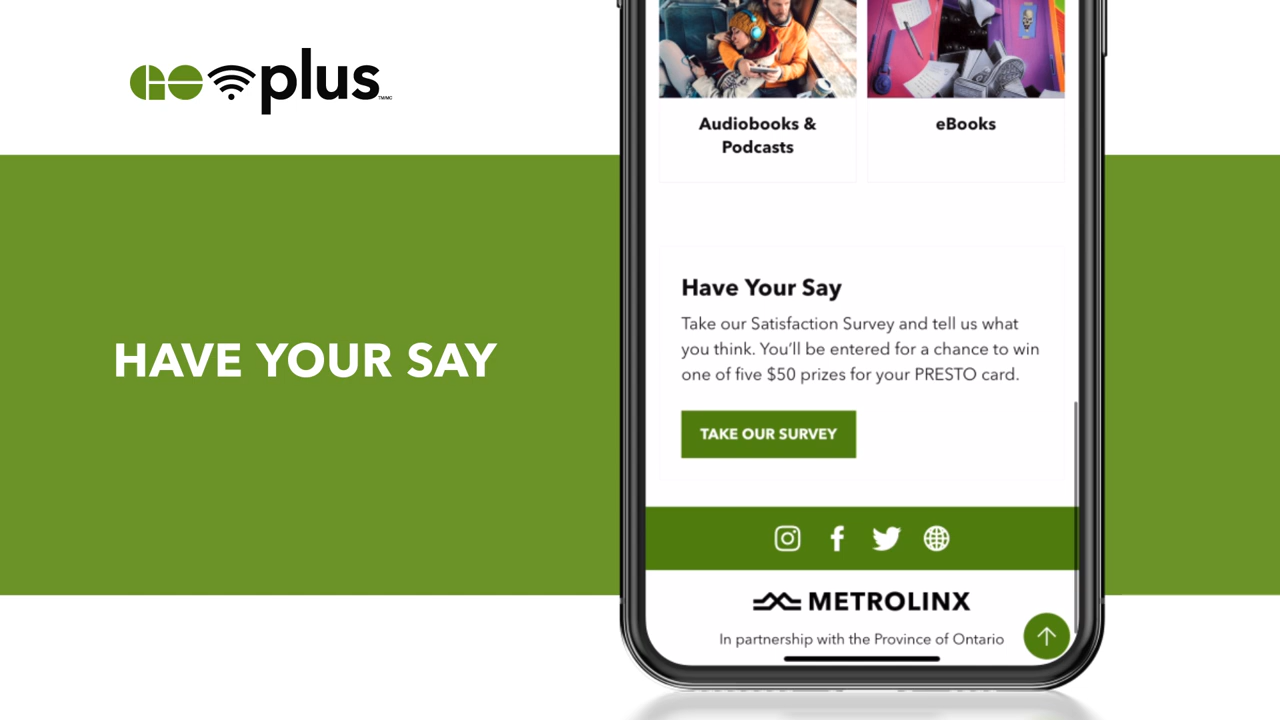 GO plus
TM/MC
HAVE YOUR SAY
Audiobooks &
Podcasts
eBooks
Have Your Say
Take our Satisfaction Survey and tell us what
you think. You’ll be entered for a chance to win
one of five $50 prizes for your PRESTO card.
TAKE OUR SURVEY
METROLINX
In partnership with the Province of Ontario